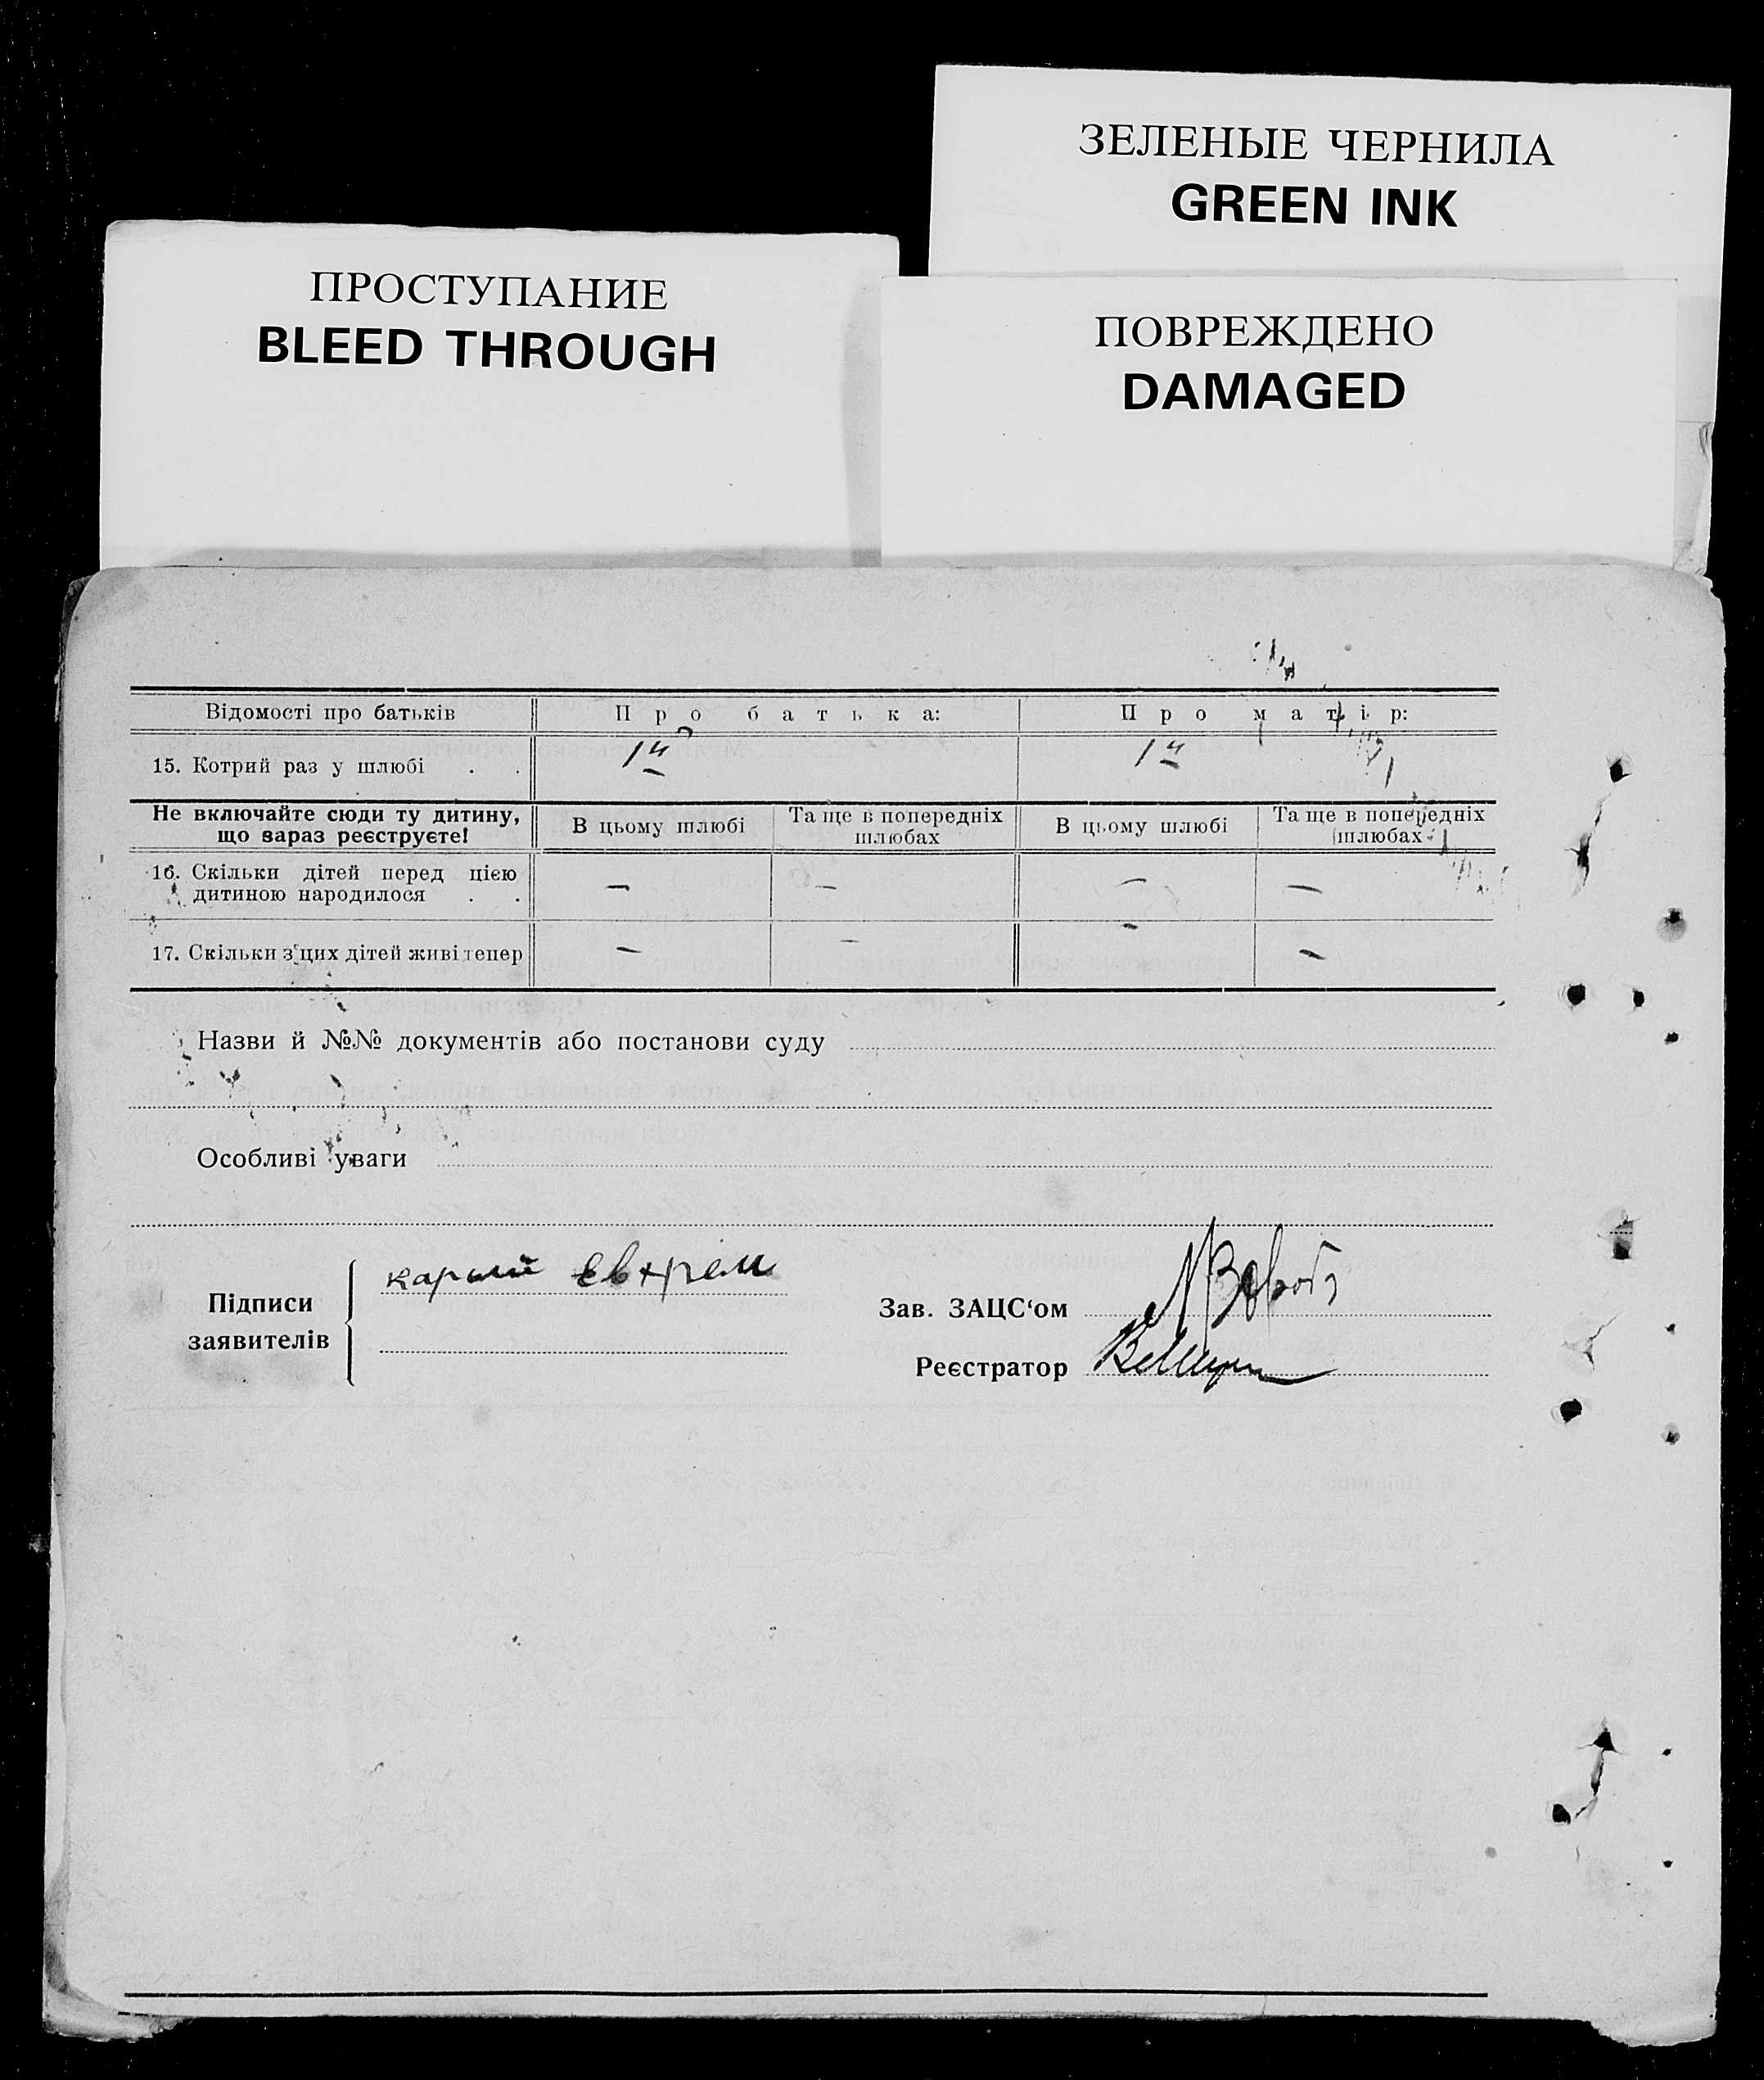 ЗЕЛЕНЫЕ ЧЕРНИЛА
GREEN INK
ПРОСТУПАНИЕ
BLEED THROUGH
ПОВРЕЖДЕНО
DAMAGED
Відомості про батьків Про батька: Про матір:
15. Котрий раз у шлюбі . . 1й 1й
Не включайте сюди ту дитину,
що зараз реєструєте!
В цьому шлюбі
Та ще в попередніх
шлюбах
В цьому шлюбі
Та ще в попередніх
шлюбах
16. Скільки дітей перед цією
дитиною народилося . . — — — —
17. Скільки з цих дітей живі тепер — — — —
Назви й №№ документів або постанови суду
Особливі уваги
Підписи
заявителів
Зав. ЗАЦС‘ом
Реєстратор